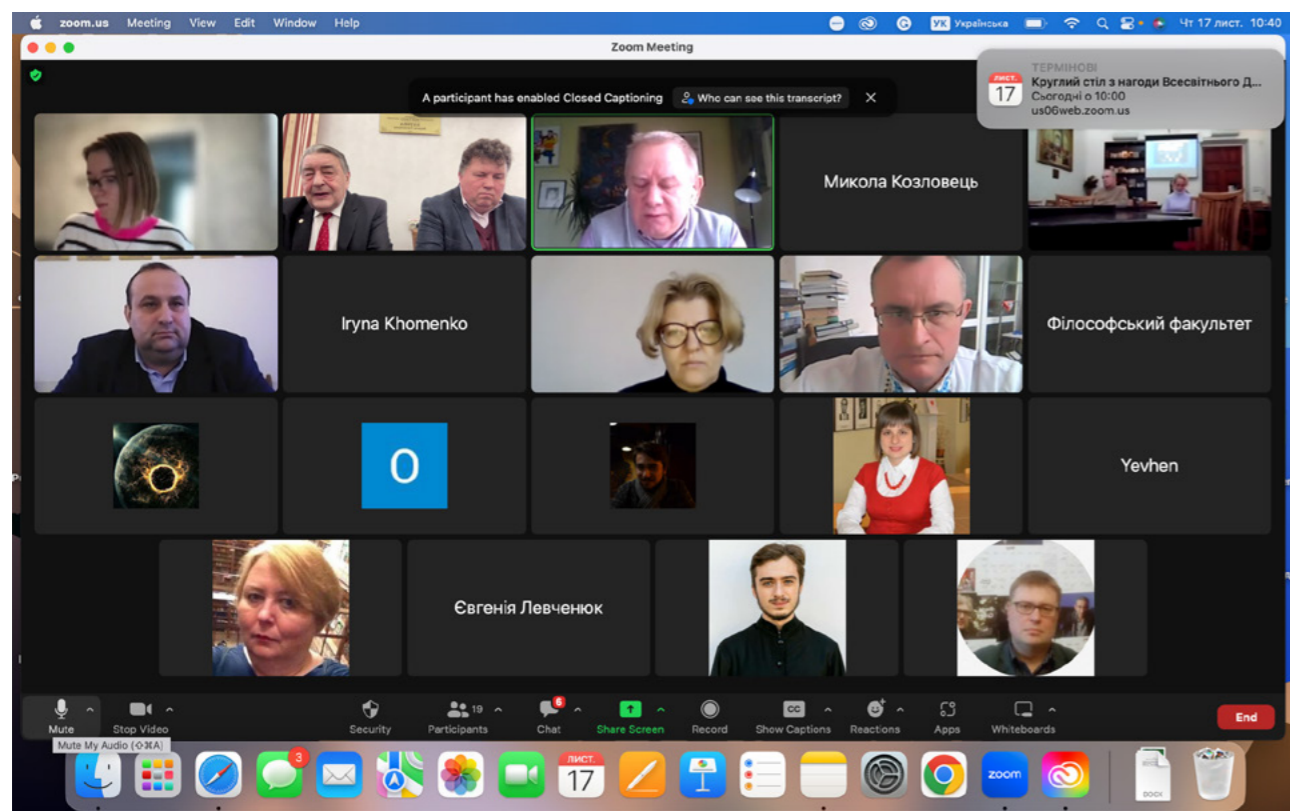 zoom.us Meeting View Edit Window Help
УК Українська
Чт 17 лист. 10:40
Zoom Meeting
A participant has enabled Closed Captioning
Who can see this transcript?
ЛИСТ.
17
ТЕРМІНОВІ
Круглий стіл з нагоди Всесвітнього Д...
Сьогодні о 10:00
us06web.zoom.us
Микола Козловець
Iryna Khomenko
Філософський факультет
O
Yevhen
Євгенія Левченюк
Mute
Stop Video
Security
19
Participants
6
Chat
Share Screen
Record
CC
Show Captions
Reactions
Apps
Whiteboards
End
Mute My Audio (⇧⌘A)
3
ЛИСТ.
17
zoom
DOCX